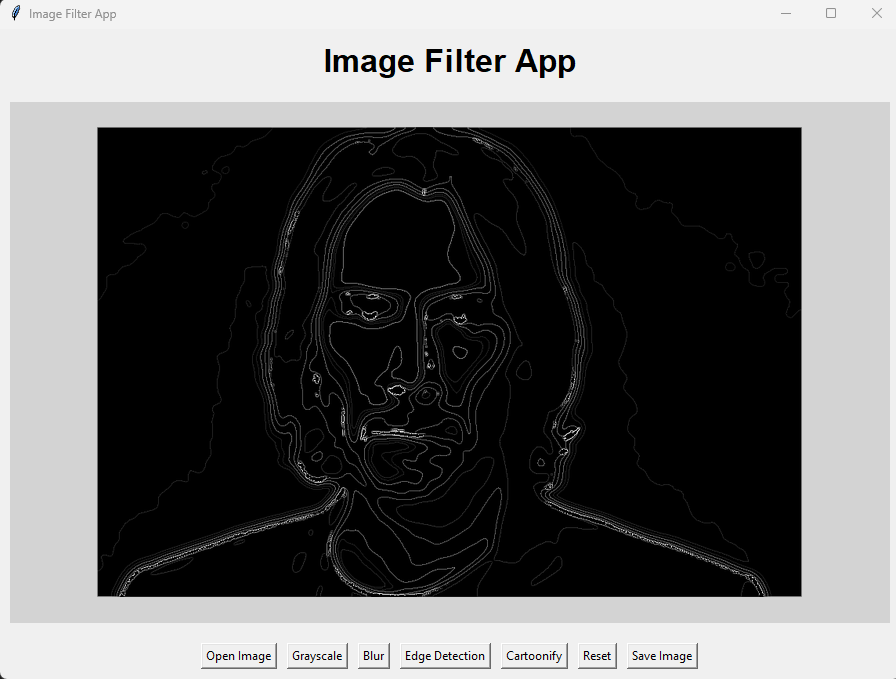 Image Filter App
Image Filter App
Open Image Grayscale Blur Edge Detection Cartoonify Reset Save Image